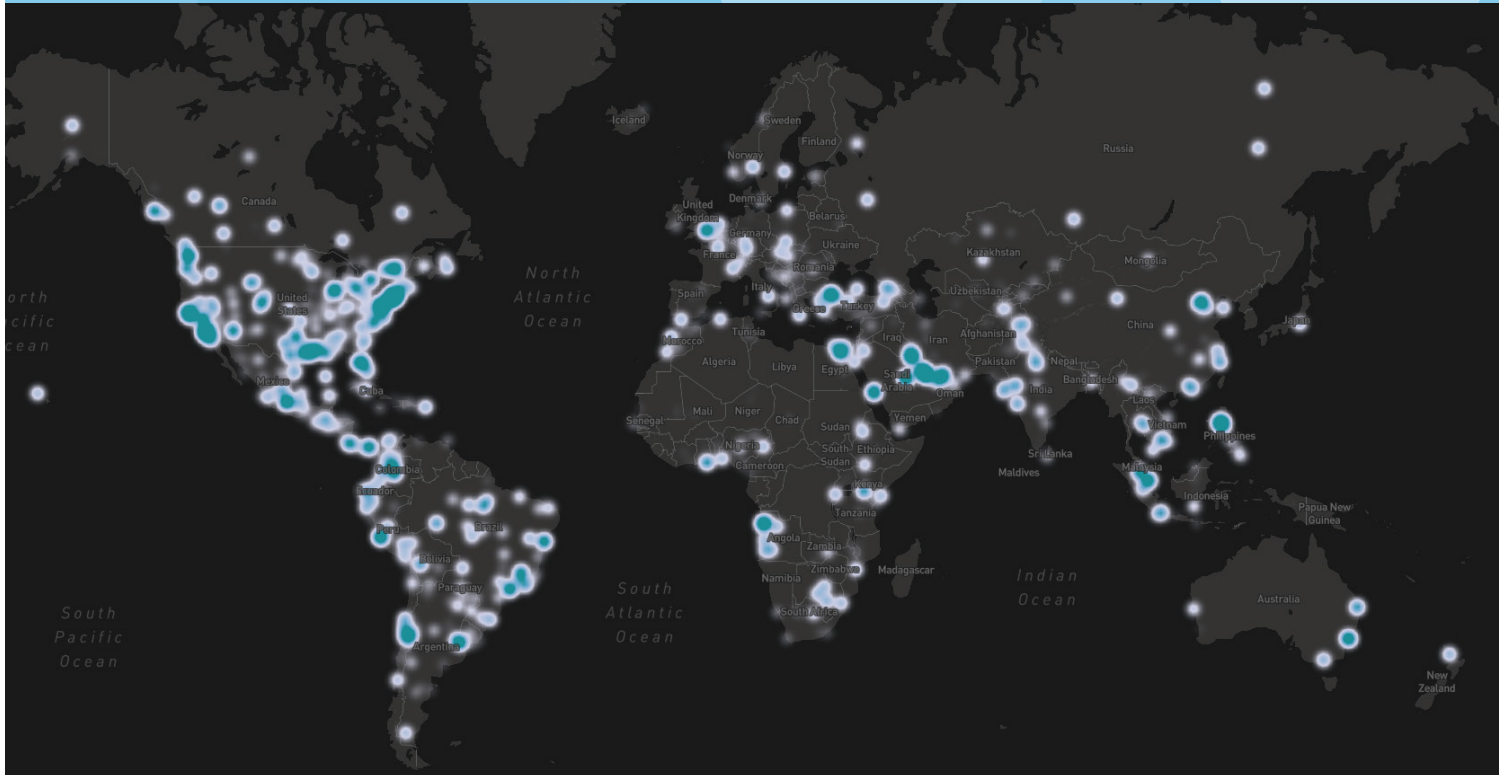 Iceland
Sweden
Finland
Norway
Russia
Canada
United
Kingdom
Denmark
Belarus
Germany
Ukraine
France
Kazakhstan
Mongolia
Romania
North
Atlantic
Ocean
Italy
Uzbekistan
United
States
Spain
Greece
Turkey
China
Japan
Tunisia
Morocco
Iraq
Iran
Afghanistan
Algeria
Libya
Egypt
Pakistan
Nepal
Mexico
Cuba
Saudi
Arabia
Oman
India
Bangladesh
Laos
Mali
Niger
Chad
Sudan
Yemen
Senegal
Vietnam
Philippines
Nigeria
South
Sudan
Ethiopia
Cameroon
Sri Lanka
Maldives
Malaysia
Colombia
Ecuador
Kenya
Indonesia
Tanzania
Papua New
Guinea
Peru
Brazil
Angola
Zambia
Bolivia
Zimbabwe
Madagascar
Namibia
Paraguay
South
Atlantic
Ocean
Indian
Ocean
Australia
South Africa
South
Pacific
Ocean
Argentina
New
Zealand